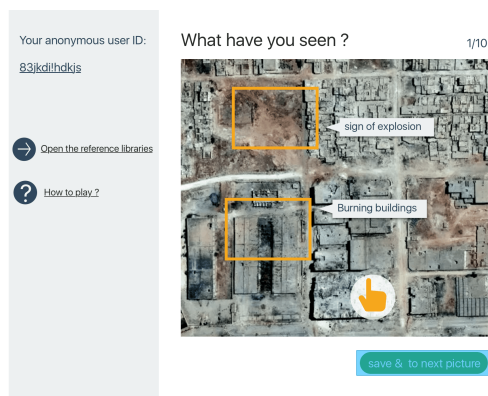 Your anonymous user ID:
83jkdi!hdkjs
Open the reference libraries
How to play ?
What have you seen ?
1/10
sign of explosion
Burning buildings
save & to next picture